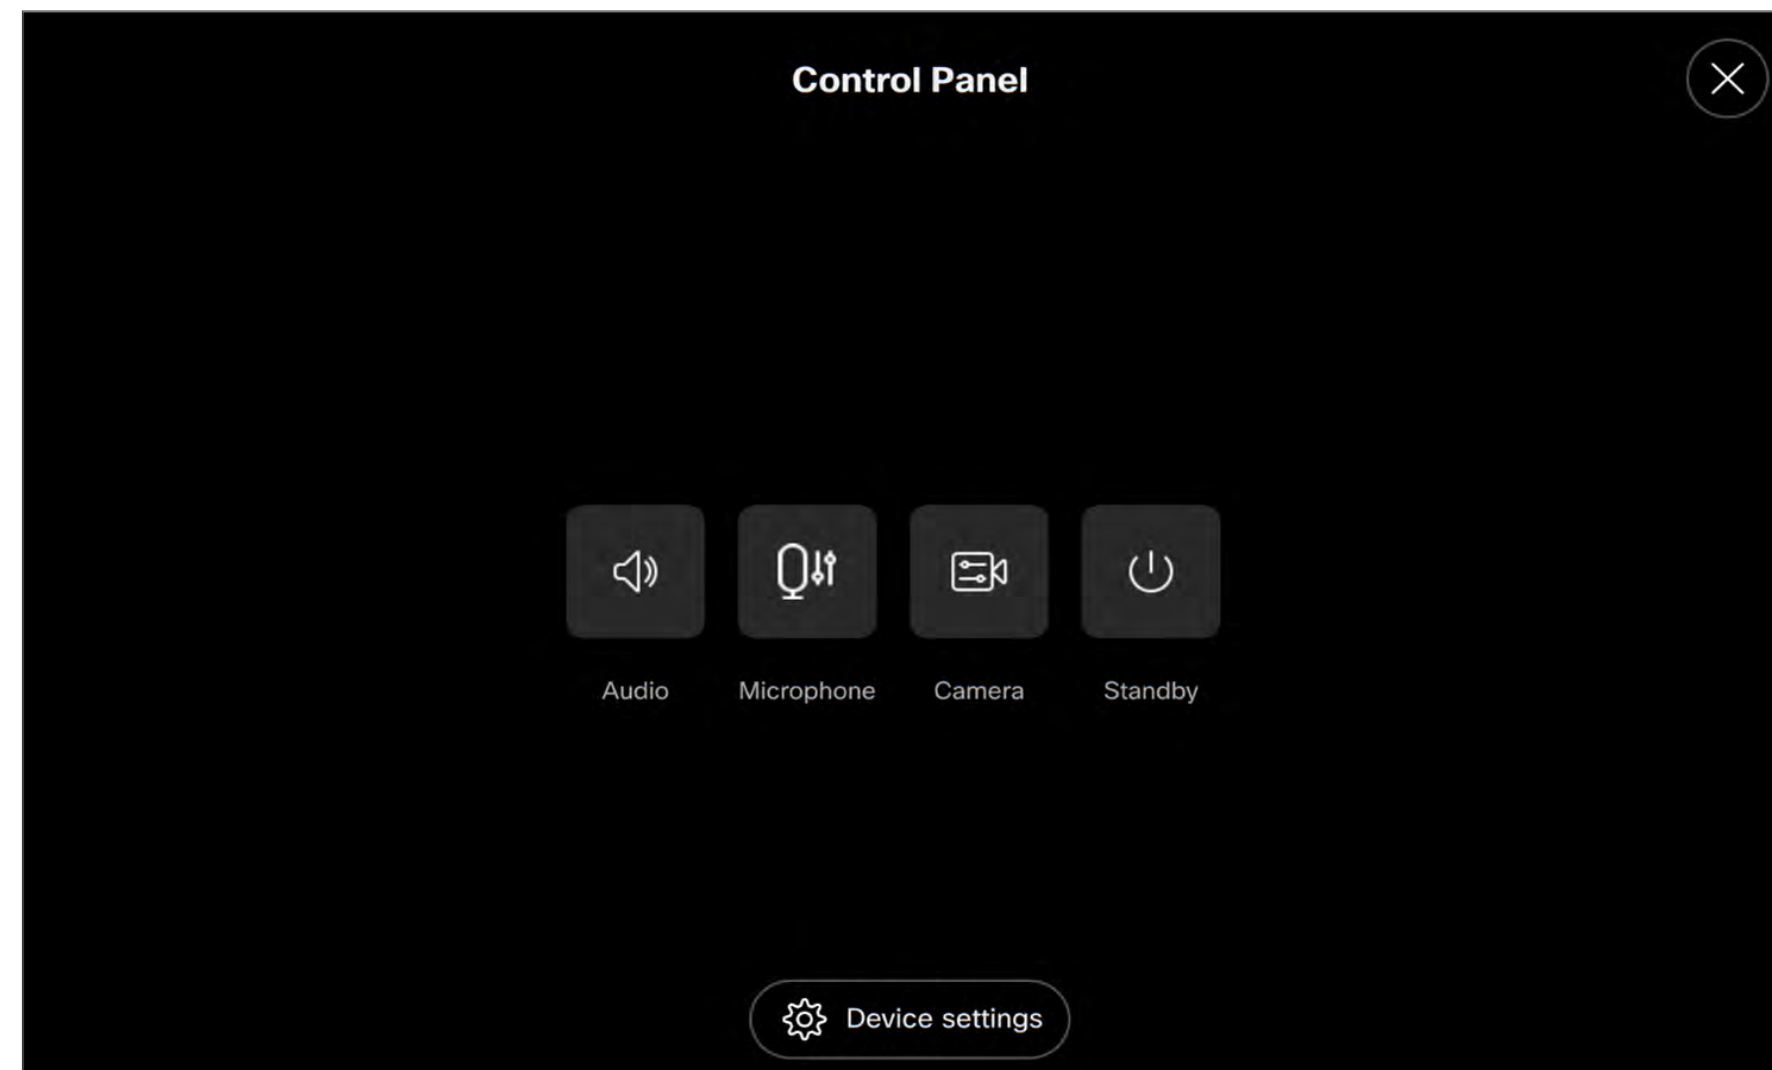 Control Panel
Audio
Microphone
Camera
Standby
Device settings